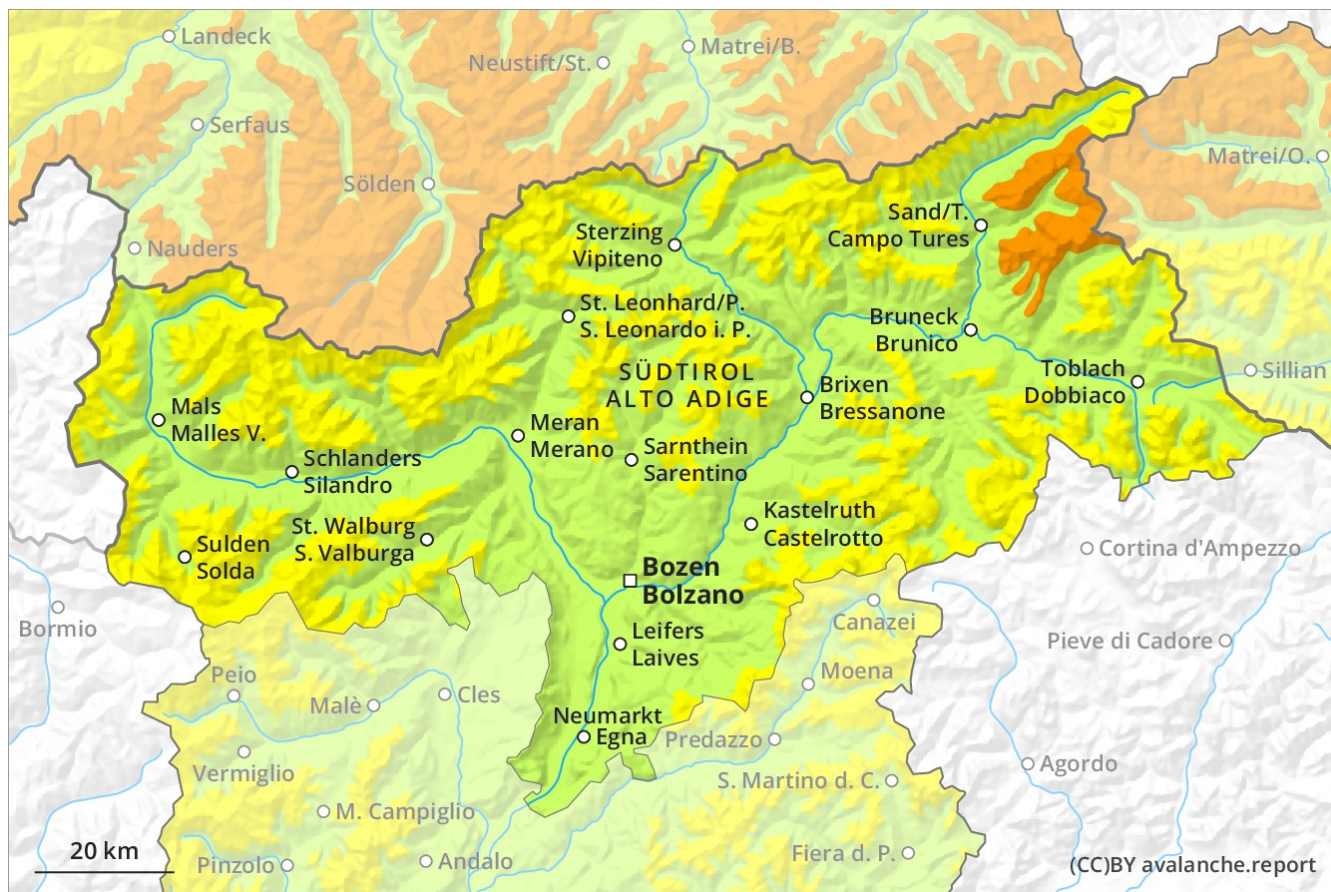 Landeck
Matrei/B.
Neustift/St.
Serfaus
Matrei/O.
Sölden
Sand/T.
Campo Tures
Nauders
Sterzing
Vipiteno
St. Leonhard/P.
S. Leonardo i. P.
Bruneck
Brunico
SÜDTIROL
ALTO ADIGE
Toblach
Dobbiaco
Sillian
Brixen
Bressanone
Mals
Malles V.
Meran
Merano
Sarnthein
Sarentino
Schlanders
Silandro
Kastelruth
Castelrotto
St. Walburg
S. Valburga
Sulden
Solda
Cortina d'Ampezzo
Bozen
Bolzano
Bormio
Canazei
Leifers
Laives
Pieve di Cadore
Peio
Moena
Malè
Cles
Neumarkt
Egna
Predazzo
Vermiglio
Agordo
S. Martino d. C.
M. Campiglio
20 km
Pinzolo
Andalo
Fiera d. P.
(CC)BY avalanche.report